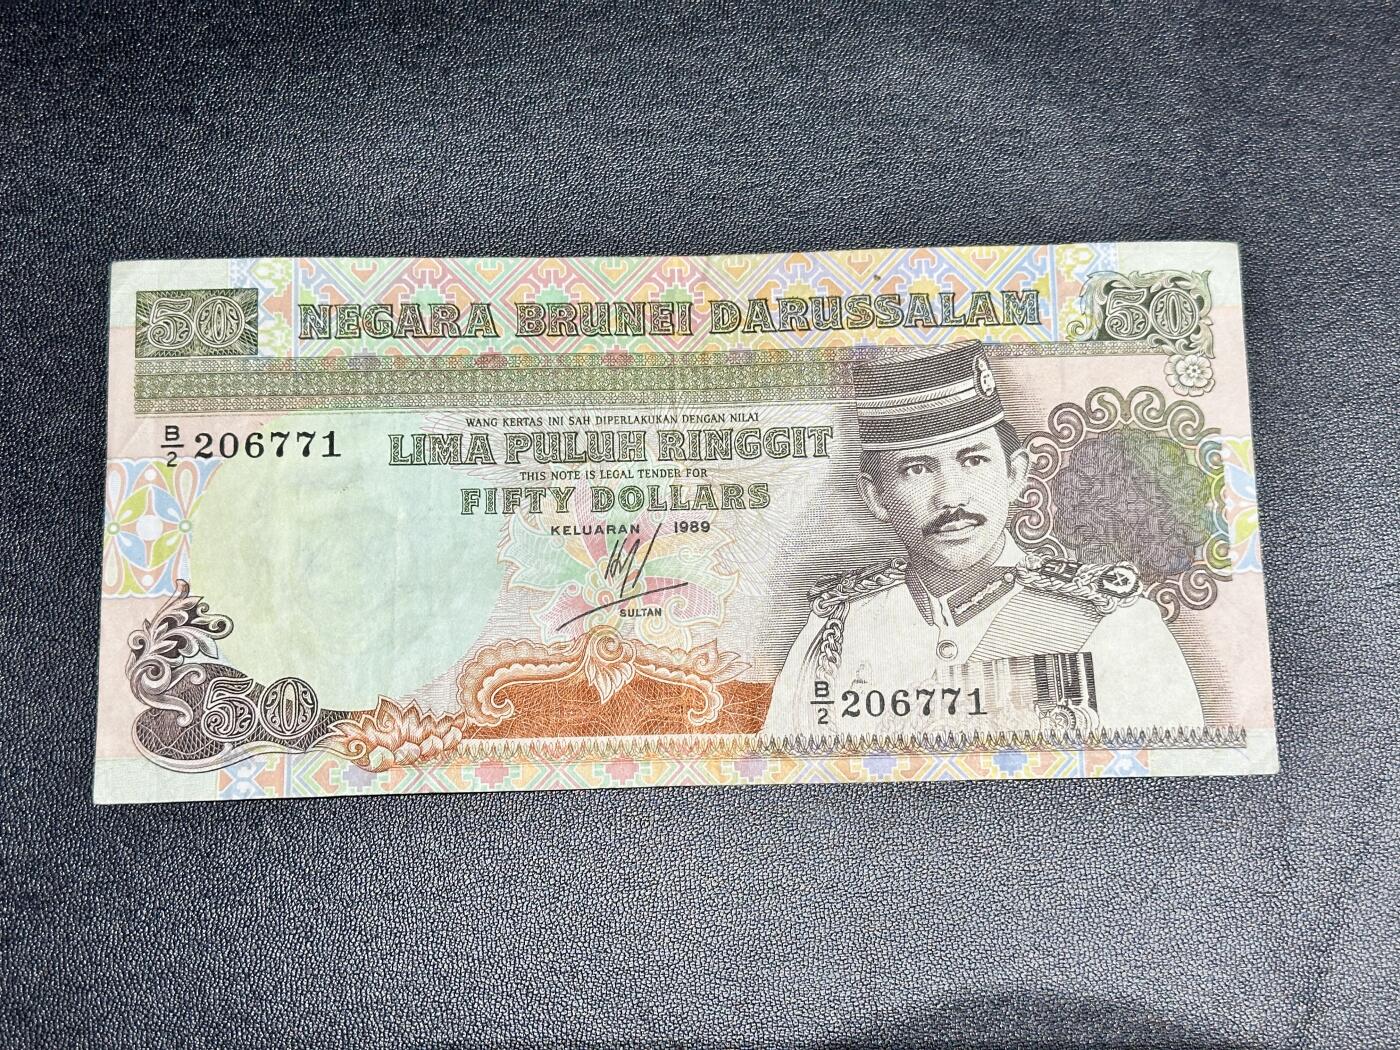 50
NEGARA BRUNEI DARUSSALAM
50
WANG KERTAS INI SAH DIPERLAKUKAN DENGAN NILAI
B/2 206771
LIMA PULUH RINGGIT
THIS NOTE IS LEGAL TENDER FOR
FIFTY DOLLARS
KELUARAN / 1989
SULTAN
B/2 206771
50